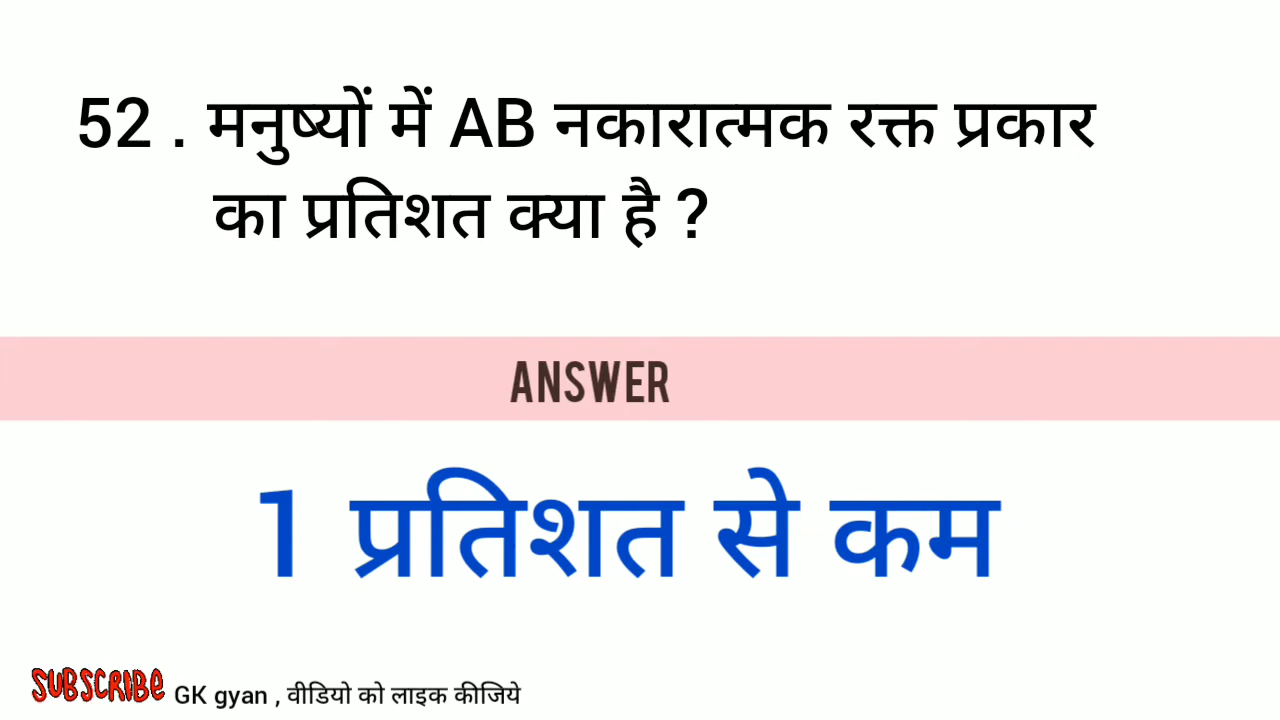 52 . मनुष्यों में AB नकारात्मक रक्त प्रकार
का प्रतिशत क्या है ?
ANSWER
1 प्रतिशत से कम
SUBSCRIBE GK gyan , वीडियो को लाइक कीजिये